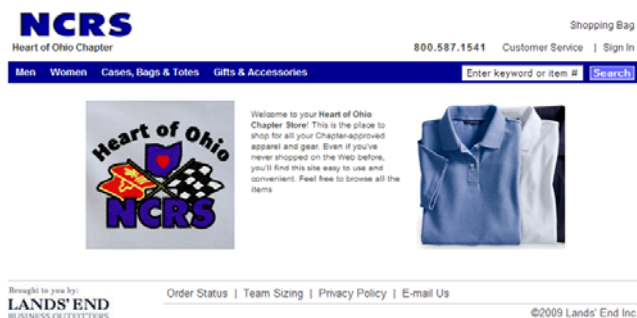 NCRS
Heart of Ohio Chapter
Shopping Bag
800.587.1541 Customer Service | Sign In
Men Women Cases, Bags & Totes Gifts & Accessories
Enter keyword or item # Search
Heart of Ohio
NCRS
Welcome to your Heart of Ohio
Chapter Store! This is the place to
shop for all your Chapter-approved
apparel and gear. Even if you've
never shopped on the Web before,
you'll find this site easy to use and
convenient. Feel free to browse all the
items
Brought to you by:
LANDS' END
BUSINESS OUTFITTERS
Order Status | Team Sizing | Privacy Policy | E-mail Us
©2009 Lands' End Inc